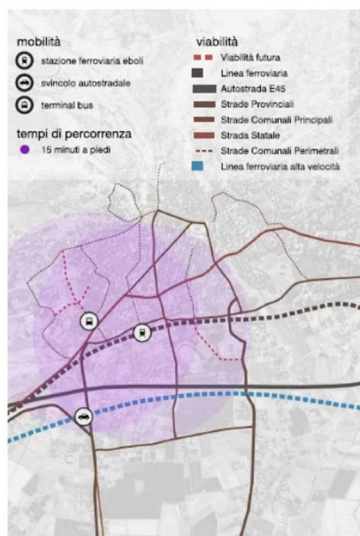 mobilità
stazione ferroviaria eboli
svincolo autostradale
terminal bus
tempi di percorrenza
15 minuti a piedi
viabilità
Viabilità futura
Linea ferroviaria
Autostrada E45
Strade Provinciali
Strade Comunali Principali
Strada Statale
Strade Comunali Perimetrali
Linea ferroviaria alta velocità